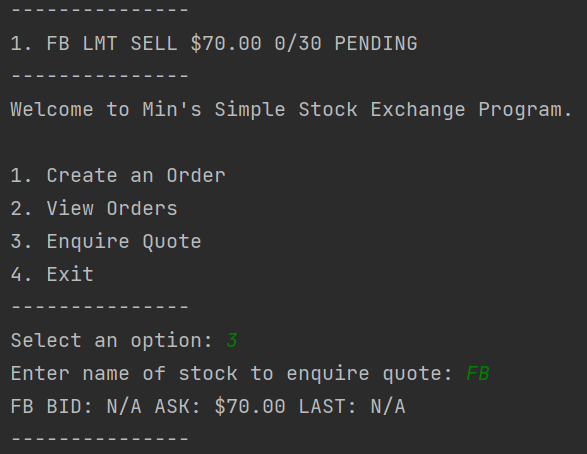 ---------------
1. FB LMT SELL $70.00 0/30 PENDING
---------------
Welcome to Min's Simple Stock Exchange Program.
1. Create an Order
2. View Orders
3. Enquire Quote
4. Exit
---------------
Select an option: 3
Enter name of stock to enquire quote: FB
FB BID: N/A ASK: $70.00 LAST: N/A
---------------